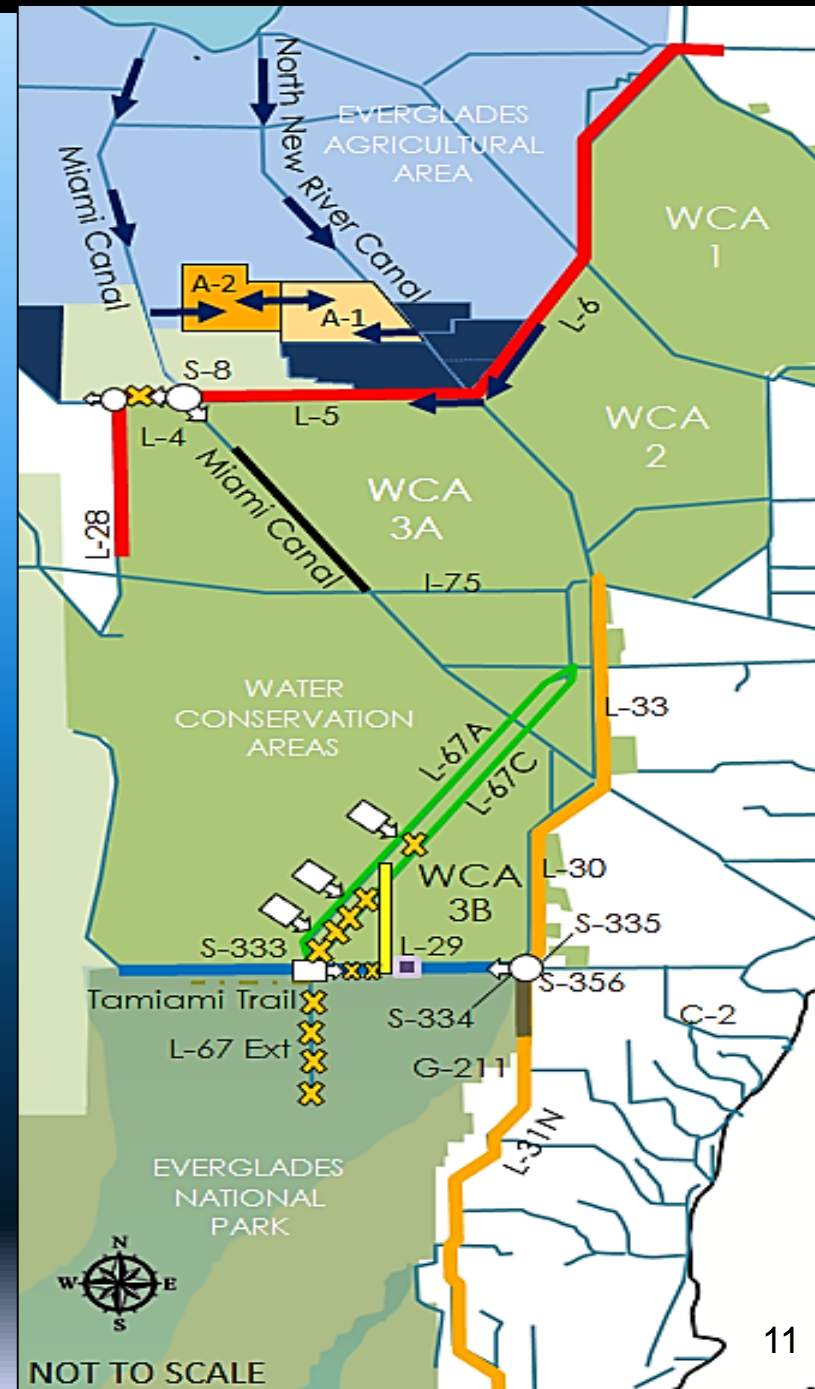 North New River Canal
EVERGLADES
AGRICULTURAL
AREA
Miami Canal
WCA
1
A-2
A-1
L-6
S-8
L-5
L-4
WCA
2
WCA
3A
Miami Canal
L-28
I-75
WATER
CONSERVATION
AREAS
L-33
L-67A
L-67C
WCA
3B
L-30
S-333
L-29
S-335
S-356
Tamiami Trail
S-334
C-2
L-67 Ext
G-211
L-31N
EVERGLADES
NATIONAL
PARK
N
W
E
S
NOT TO SCALE
11